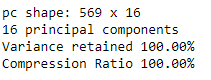 pc shape: 569 x 16
16 principal components
Variance retained 100.00%
Compression Ratio 100.00%